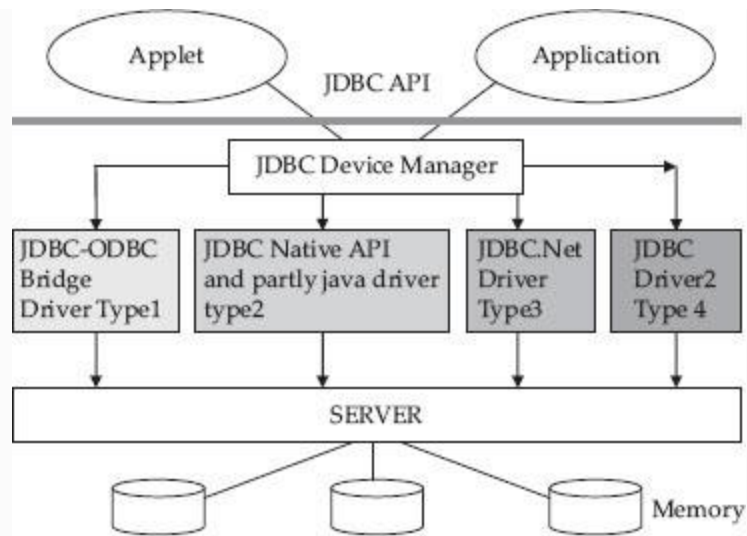 Applet
Application
JDBC API
JDBC Device Manager
JDBC-ODBC
Bridge
Driver Type1
JDBC Native API
and partly java driver
type2
JDBC.Net
Driver
Type3
JDBC
Driver2
Type 4
SERVER
Memory